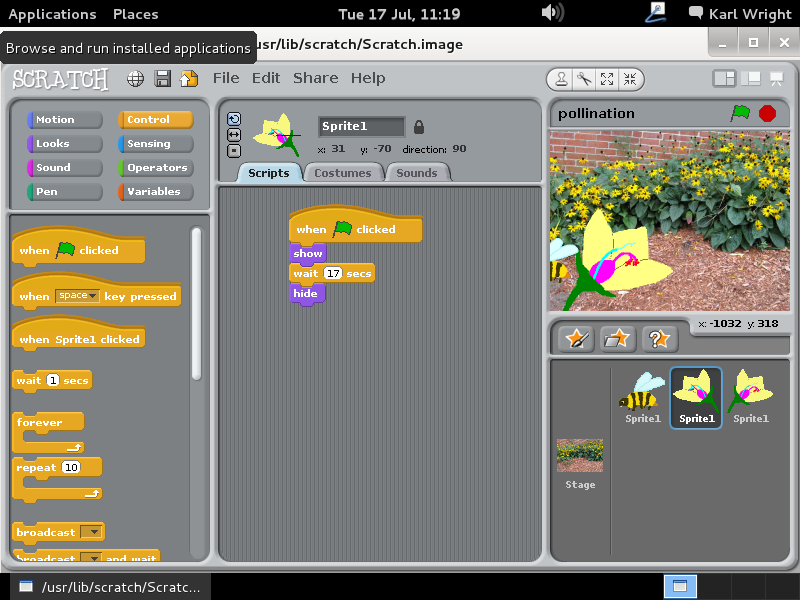 Applications Places Tue 17 Jul, 11:19 Karl Wright
Browse and run installed applications
usr/lib/scratch/Scratch.image
SCRATCH File Edit Share Help
Motion Control
Looks Sensing
Sound Operators
Pen Variables
Sprite1
x: 31 y: -70 direction: 90
Scripts Costumes Sounds
pollination
when clicked
when space key pressed
when Sprite1 clicked
wait 1 secs
forever
repeat 10
broadcast
broadcast and wait
when clicked
show
wait 17 secs
hide
x: -1032 y: 318
Sprite1 Sprite1 Sprite1
Stage
/usr/lib/scratch/Scratc...